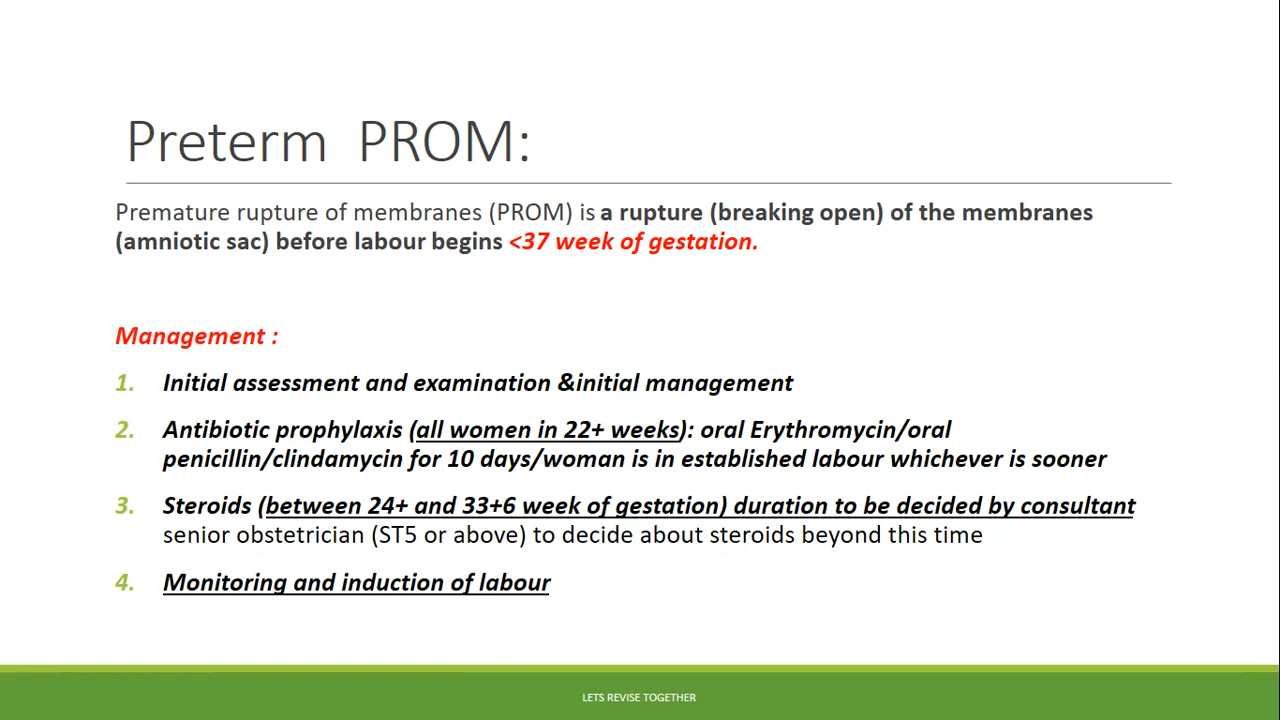 Preterm PROM:
Premature rupture of membranes (PROM) is a rupture (breaking open) of the membranes
(amniotic sac) before labour begins <37 week of gestation.
Management :
1. Initial assessment and examination &initial management
2. Antibiotic prophylaxis (all women in 22+ weeks): oral Erythromycin/oral
penicillin/clindamycin for 10 days/woman is in established labour whichever is sooner
3. Steroids (between 24+ and 33+6 week of gestation) duration to be decided by consultant
senior obstetrician (ST5 or above) to decide about steroids beyond this time
4. Monitoring and induction of labour
LETS REVISE TOGETHER